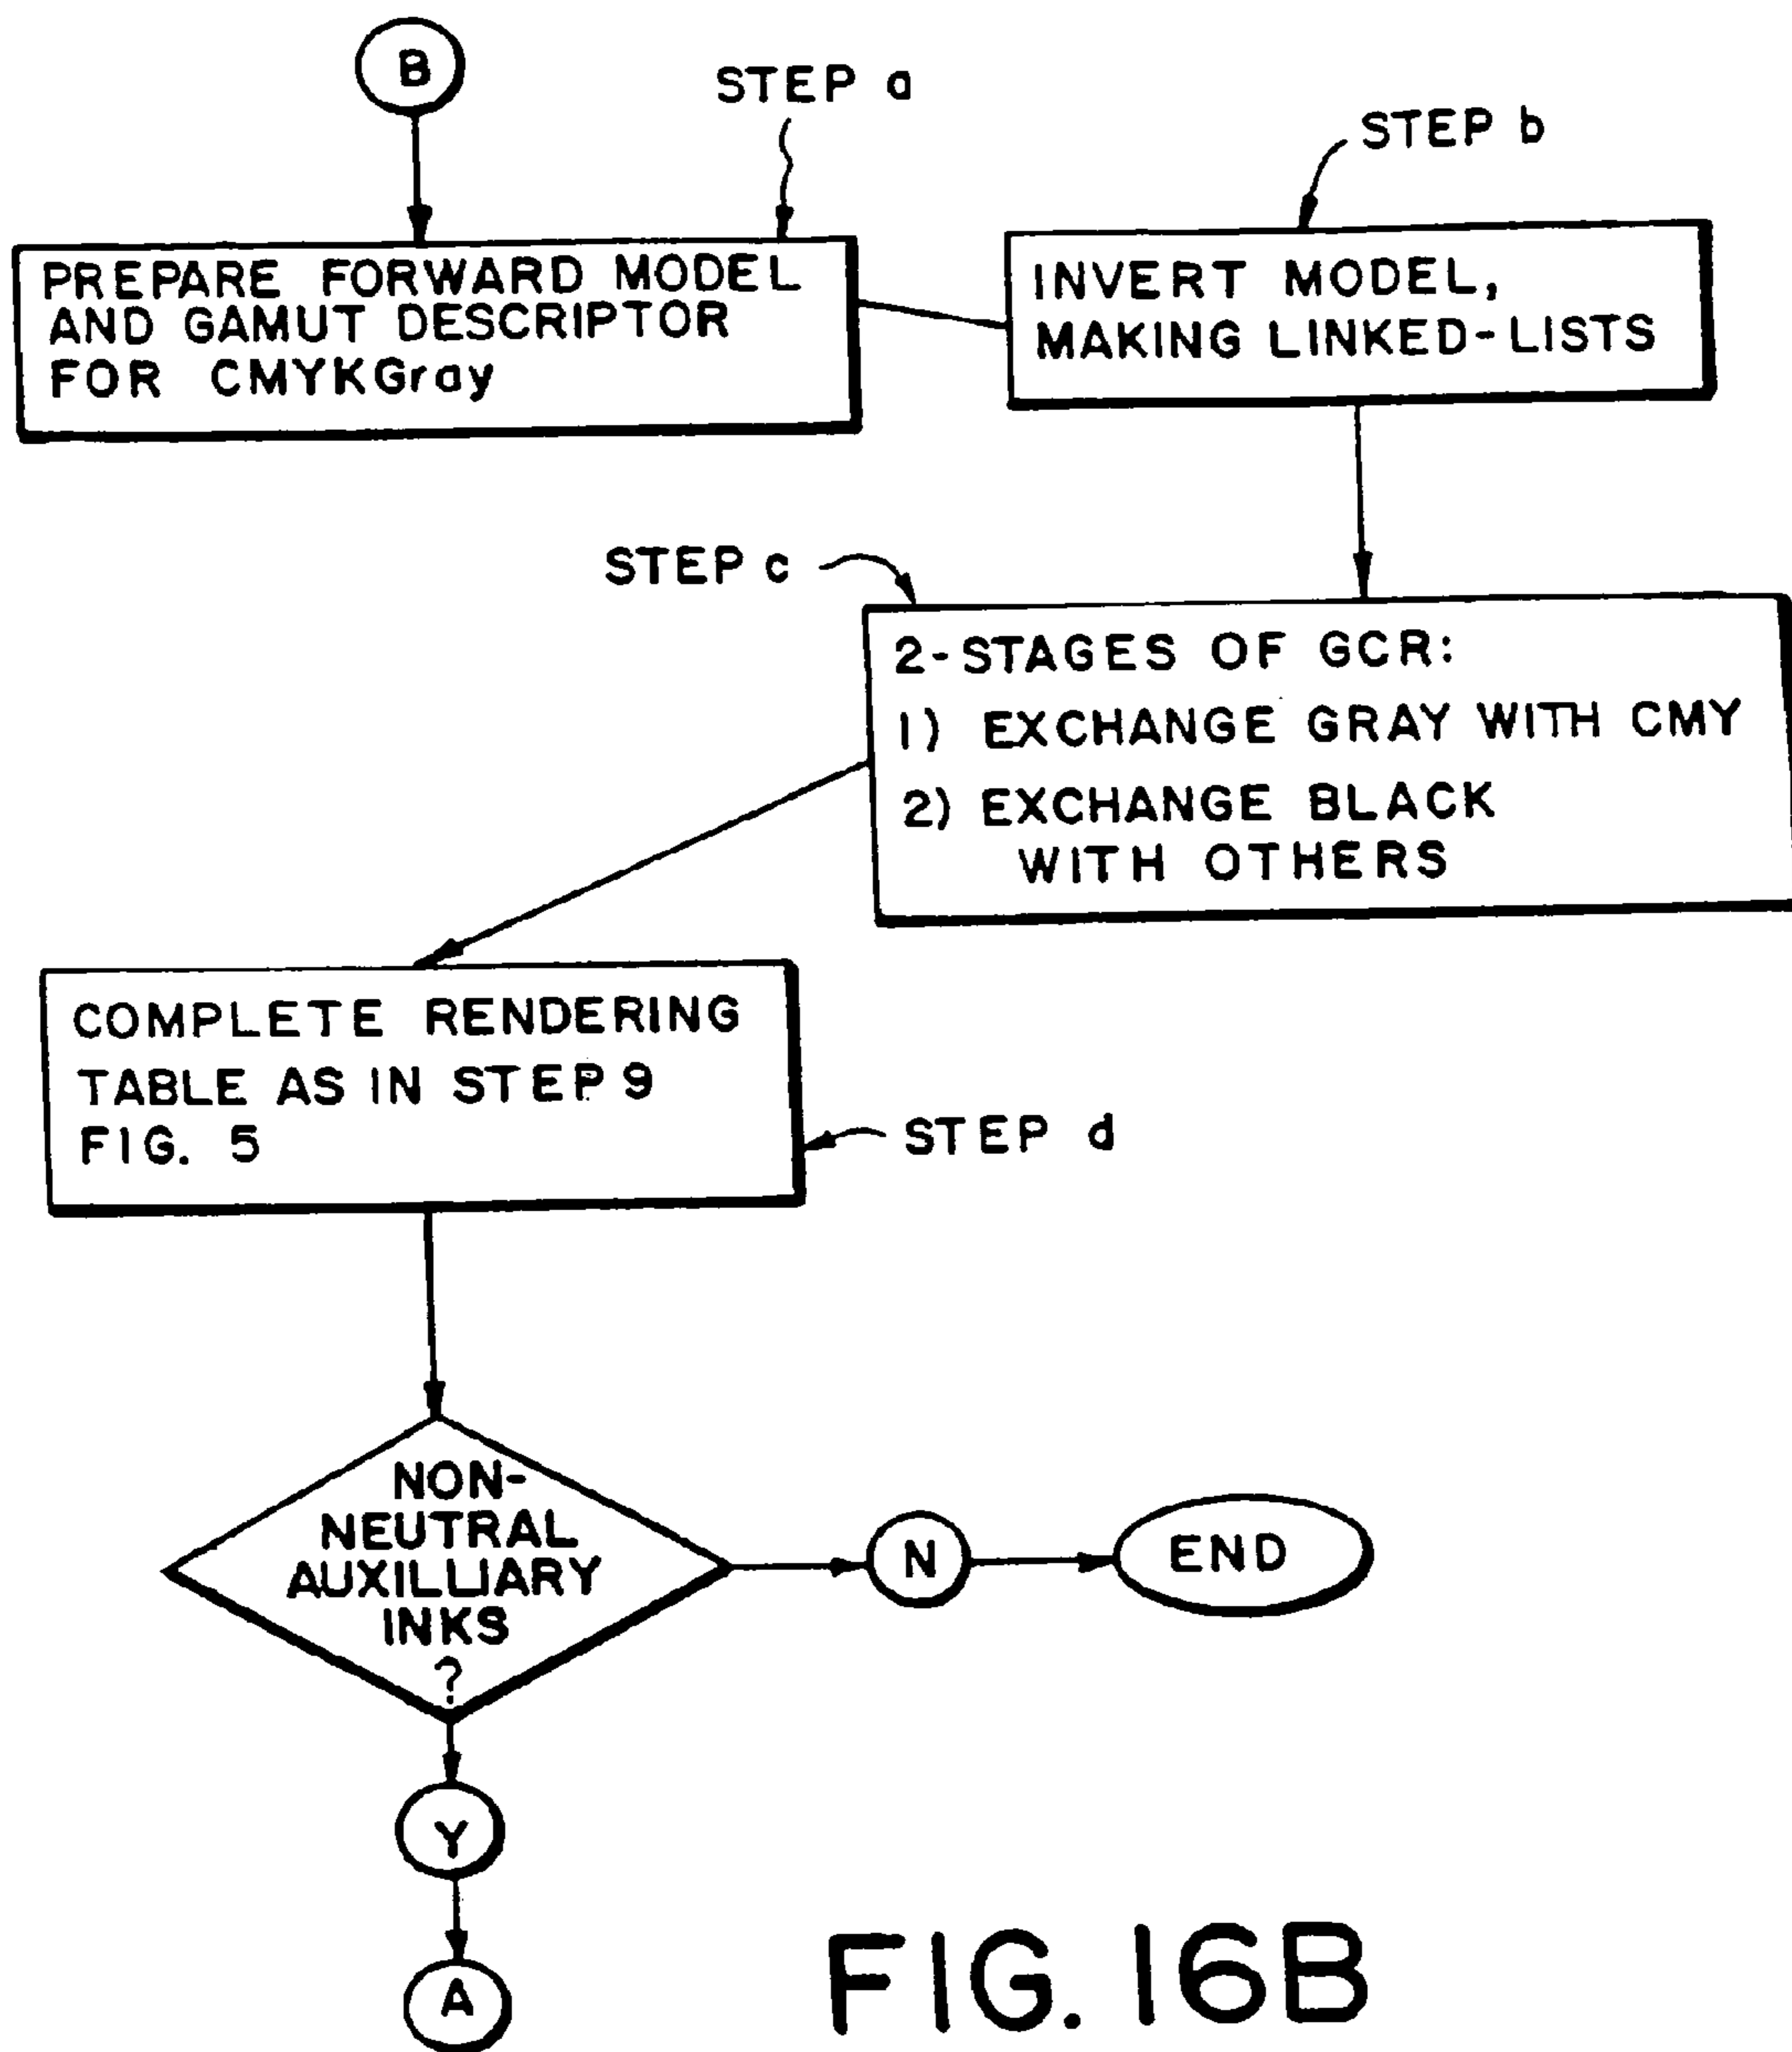 B
STEP a
STEP b
PREPARE FORWARD MODEL
AND GAMUT DESCRIPTOR
FOR CMYKGray
INVERT MODEL,
MAKING LINKED-LISTS
STEP c
2-STAGES OF GCR:
1) EXCHANGE GRAY WITH CMY
2) EXCHANGE BLACK
WITH OTHERS
COMPLETE RENDERING
TABLE AS IN STEP 9
FIG. 5
STEP d
NON-
NEUTRAL
AUXILLIARY
INKS
?
N
END
Y
A
FIG. 16B